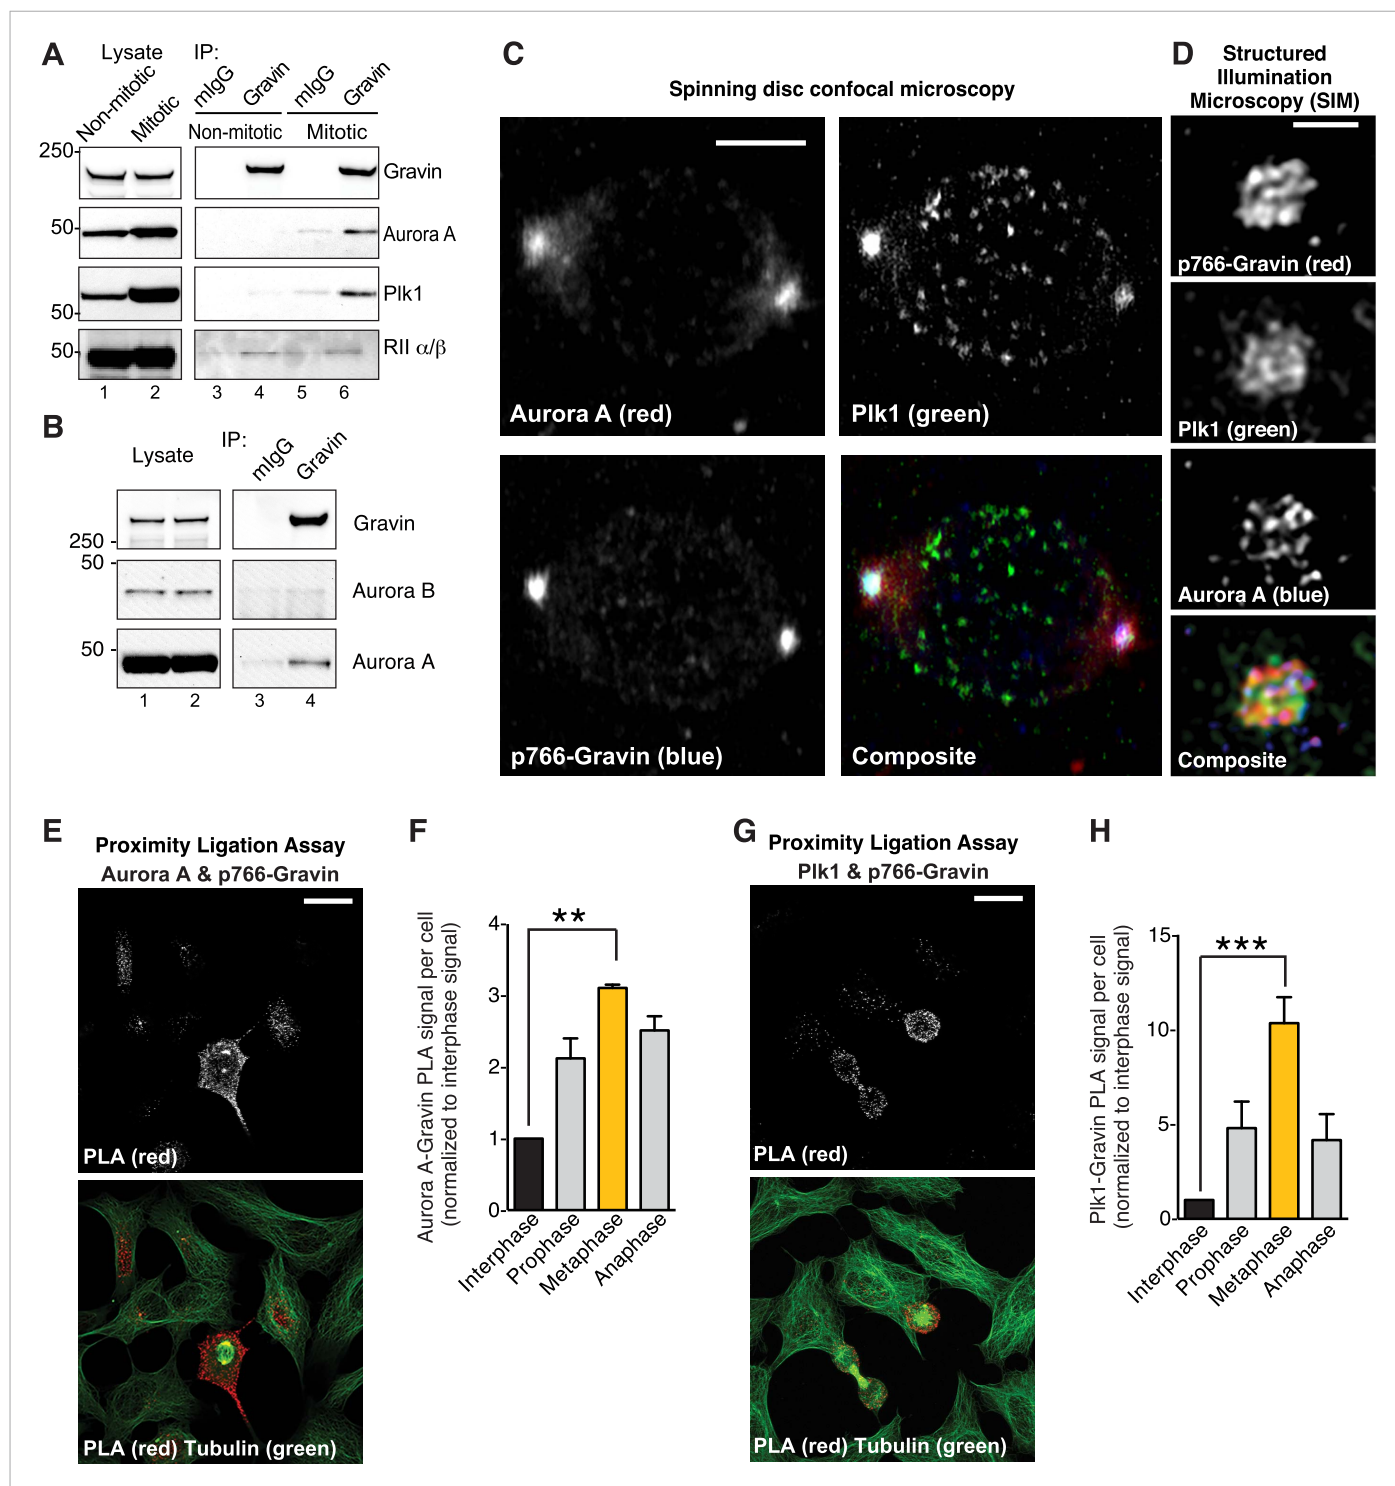 A
Lysate
IP:
Non-mitotic
Mitotic
mIgG
Gravin
mIgG
Gravin
Non-mitotic
Mitotic
250
Gravin
50
Aurora A
Plk1
50
50
RII α/β
1 2 3 4 5 6
B
Lysate
IP:
mIgG
Gravin
Gravin
250
50
Aurora B
50
Aurora A
1 2 3 4
C
Spinning disc confocal microscopy
Aurora A (red)
Plk1 (green)
p766-Gravin (blue)
Composite
D
Structured
Illumination
Microscopy (SIM)
p766-Gravin (red)
Plk1 (green)
Aurora A (blue)
Composite
E
Proximity Ligation Assay
Aurora A & p766-Gravin
PLA (red)
PLA (red) Tubulin (green)
F
Aurora A-Gravin PLA signal per cell
(normalized to interphase signal)
4
3
2
1
0
**
Interphase
Prophase
Metaphase
Anaphase
G
Proximity Ligation Assay
Plk1 & p766-Gravin
PLA (red)
PLA (red) Tubulin (green)
H
Plk1-Gravin PLA signal per cell
(normalized to interphase signal)
15
10
5
0
***
Interphase
Prophase
Metaphase
Anaphase